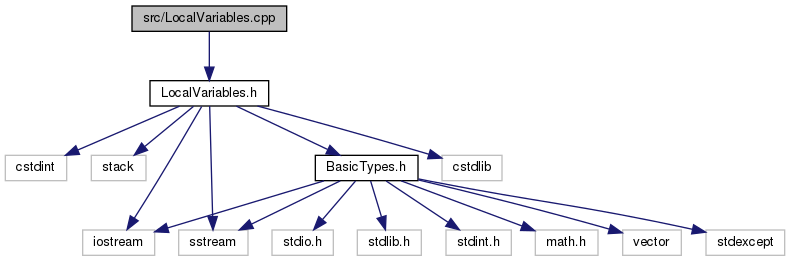 src/LocalVariables.cpp
LocalVariables.h
cstdint
stack
BasicTypes.h
cstdlib
iostream
sstream
stdio.h
stdlib.h
stdint.h
math.h
vector
stdexcept